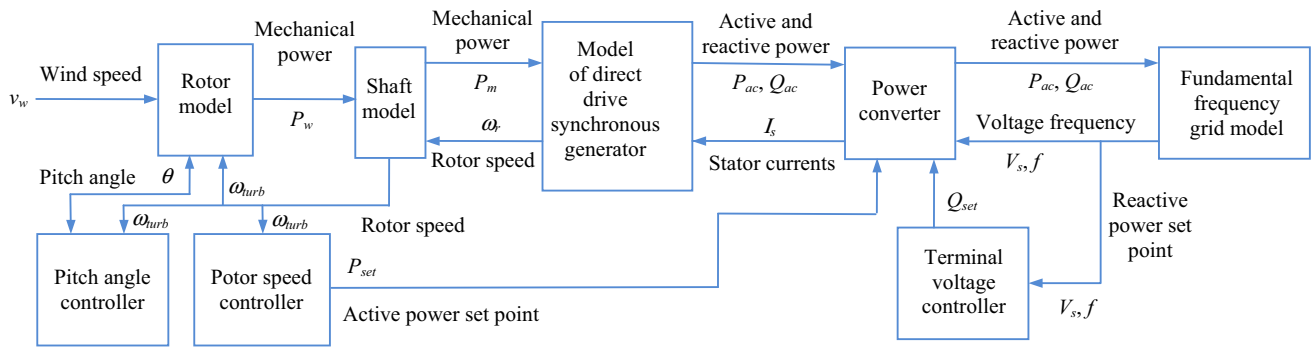 Wind speed
v_w
Rotor
model
Mechanical
power
P_w
Shaft
model
Mechanical
power
P_m
ω_r
Rotor speed
Model
of direct
drive
synchronous
generator
Active and
reactive power
P_ac, Q_ac
I_s
Stator currents
Power
converter
Active and
reactive power
P_ac, Q_ac
Voltage frequency
V_s, f
Fundamental
frequency
grid model
Pitch angle
θ
ω_turb
ω_turb
ω_turb
Rotor speed
Pitch angle
controller
Potor speed
controller
P_set
Active power set point
Q_set
Terminal
voltage
controller
Reactive
power set
point
V_s, f